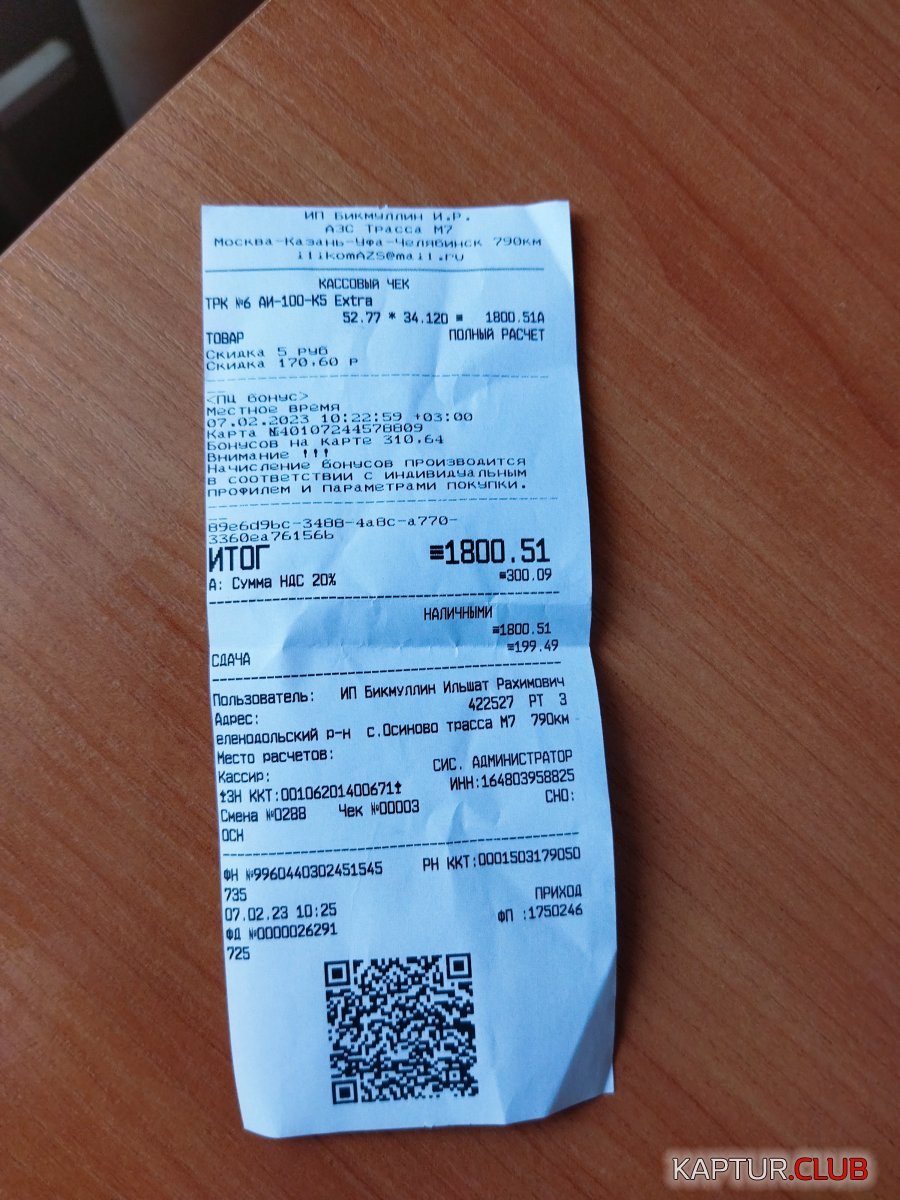 ИП Бикмуллин И.Р.
АЗС Трасса М7
Москва-Казань-Уфа-Челябинск 790км
ilikomAZS@mail.ru
КАССОВЫЙ ЧЕК
ТРК №6 АИ-100-К5 Extra
52.77 * 34.120 = 1800.51А
ТОВАР ПОЛНЫЙ РАСЧЕТ
Скидка 5 РУБ
Скидка 170.60 Р
<ПЦ бонус>
Местное время
07.02.2023 10:22:59 +03:00
Карта №40107244578809
Бонусов на карте 310.64
Внимание !!!
Начисление бонусов производится
в соответствии с индивидуальным
профилем и параметрами покупки.
89e6d9bc-3488-4a8c-a770-
3360ea76156b
ИТОГ ≡1800.51
А: Сумма НДС 20% ≡300.09
НАЛИЧНЫМИ
≡1800.51
СДАЧА ≡199.49
Пользователь: ИП Бикмуллин Ильшат Рахимович
Адрес: 422527 РТ З
еленодольский р-н с.Осиново трасса М7 790км
Место расчетов:
Кассир: СИС. АДМИНИСТРАТОР
ЗН ККТ:00106201400671 ИНН:164803958825
Смена №0288 Чек №00003 СНО:
ОСН
ФН №9960440302451545 РН ККТ:0001503179050
735
07.02.23 10:25 ПРИХОД
ФД №0000026291 ФП :1750246
725
KAPTUR.CLUB